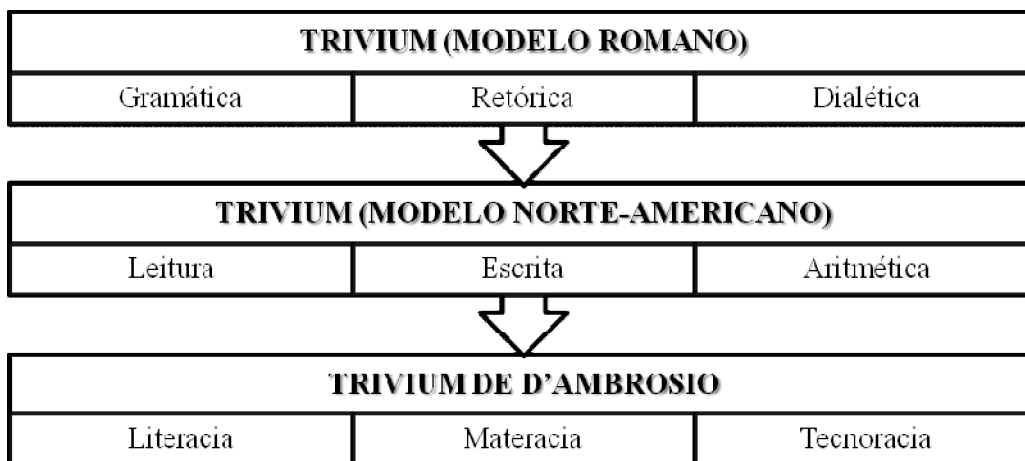 TRIVIUM (MODELO ROMANO)
Gramática Retórica Dialética
TRIVIUM (MODELO NORTE-AMERICANO)
Leitura Escrita Aritmética
TRIVIUM DE D’AMBROSIO
Literacia Materacia Tecnoracia